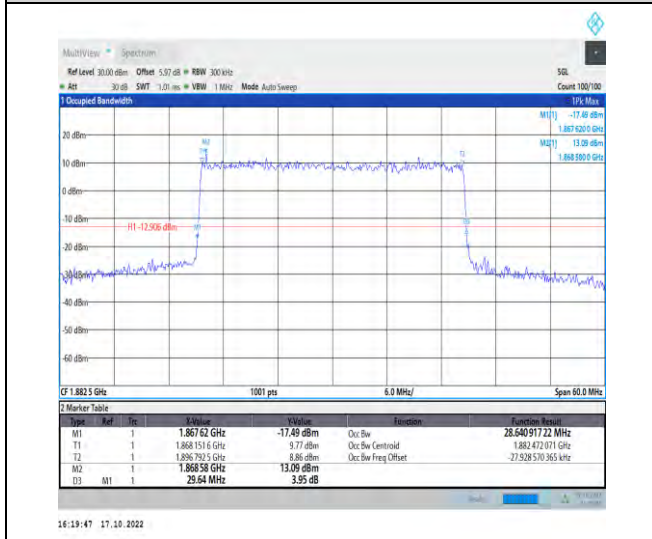 MultiView Spectrum
Ref Level 30.00 dBm Offset 5.97 dB RBW 300 kHz SGL
Att 30 dB SWT 1.01 ms VBW 1 MHz Mode Auto Sweep Count 100/100
1 Occupied Bandwidth 1Pk Max
M1[1] -17.49 dBm
1.867 620 0 GHz
M2[1] 13.09 dBm
1.868 580 0 GHz
20 dBm
M2
T1
T2
10 dBm
0 dBm
-10 dBm
H1 -12.906 dBm
M1
D3
-20 dBm
-30 dBm
-40 dBm
-50 dBm
-60 dBm
CF 1.882 5 GHz 1001 pts 6.0 MHz/ Span 60.0 MHz
2 Marker Table
Type Ref Trc X-Value Y-Value Function Function Result
M1 1 1.867 62 GHz -17.49 dBm Occ Bw 28.640 917 22 MHz
T1 1 1.868 151 6 GHz 9.77 dBm Occ Bw Centroid 1.882 472 071 GHz
T2 1 1.896 792 5 GHz 8.86 dBm Occ Bw Freq Offset -27.928 570 365 kHz
M2 1 1.868 58 GHz 13.09 dBm
D3 M1 1 29.64 MHz 3.95 dB
16:19:47 17.10.2022